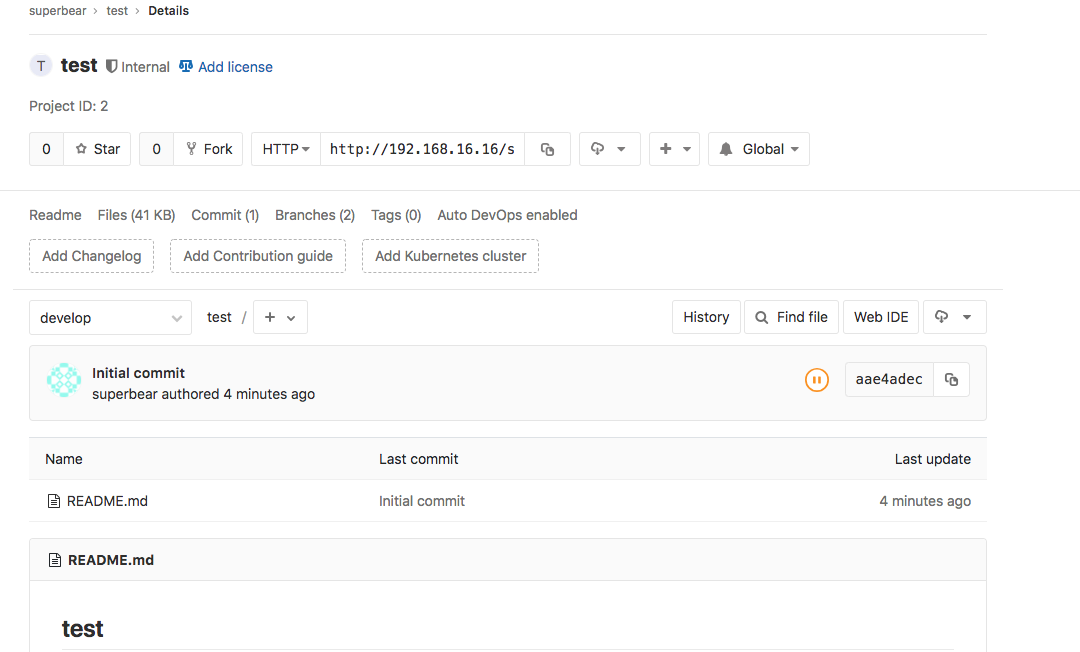 superbear > test > Details
T test Internal Add license
Project ID: 2
0 Star 0 Fork HTTP http://192.168.16.16/s Global
Readme Files (41 KB) Commit (1) Branches (2) Tags (0) Auto DevOps enabled
Add Changelog Add Contribution guide Add Kubernetes cluster
develop test / + History Find file Web IDE
Initial commit
superbear authored 4 minutes ago aae4adec
Name Last commit Last update
README.md Initial commit 4 minutes ago
README.md
test